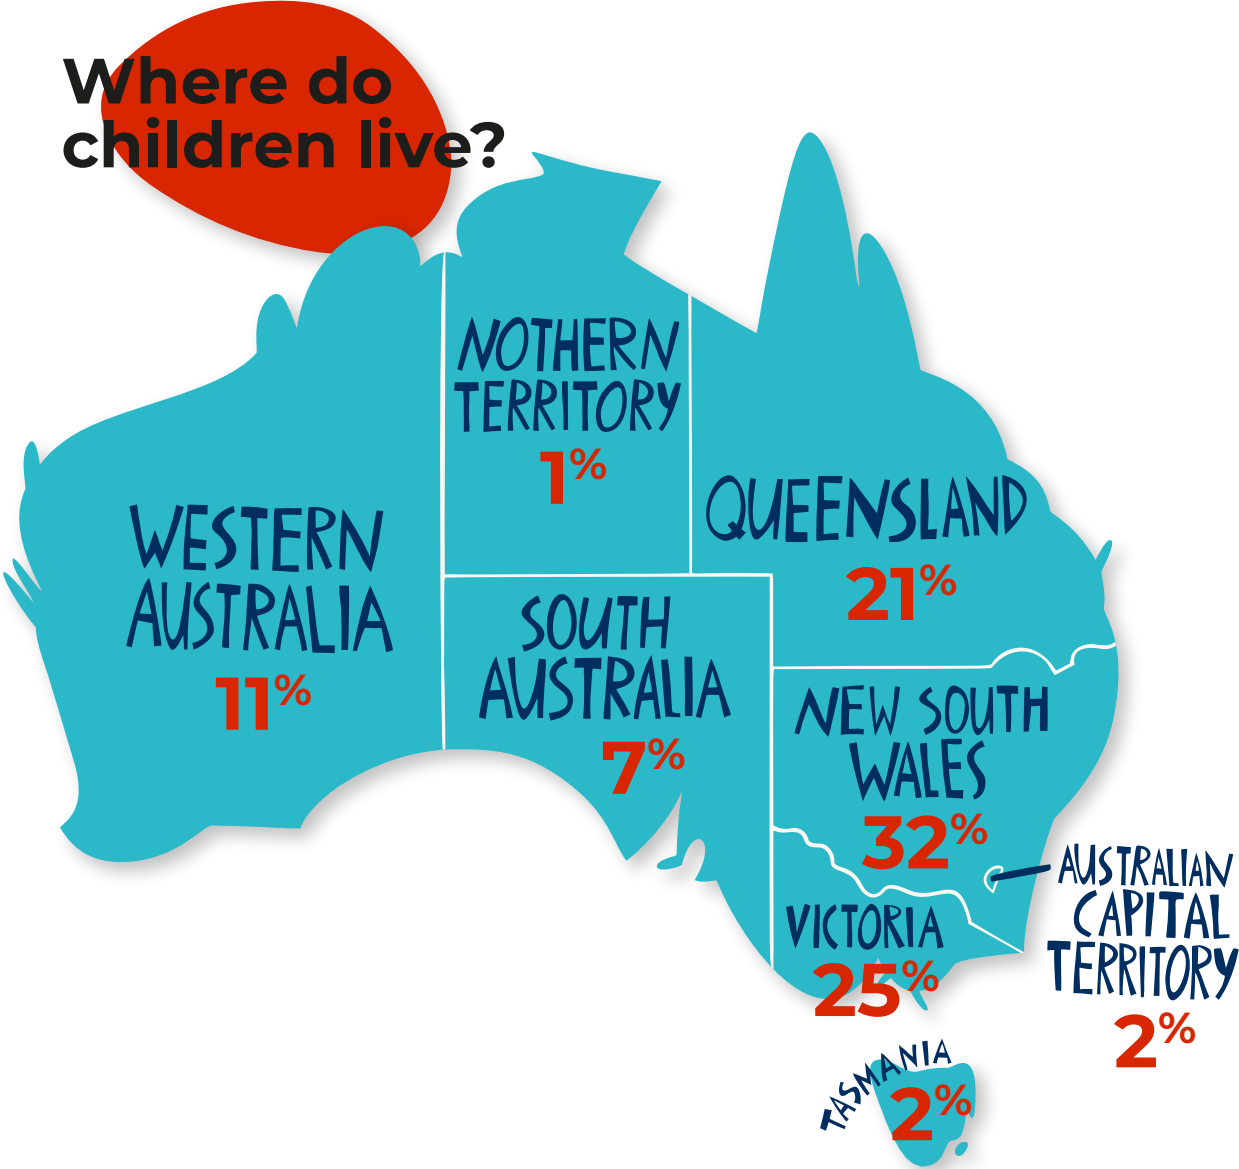 Where do
children live?
NOTHERN
TERRITORY
1%
QUEENSLAND
21%
WESTERN
AUSTRALIA
11%
SOUTH
AUSTRALIA
7%
NEW SOUTH
WALES
32%
AUSTRALIAN
CAPITAL
TERRITORY
2%
VICTORIA
25%
TASMANIA
2%